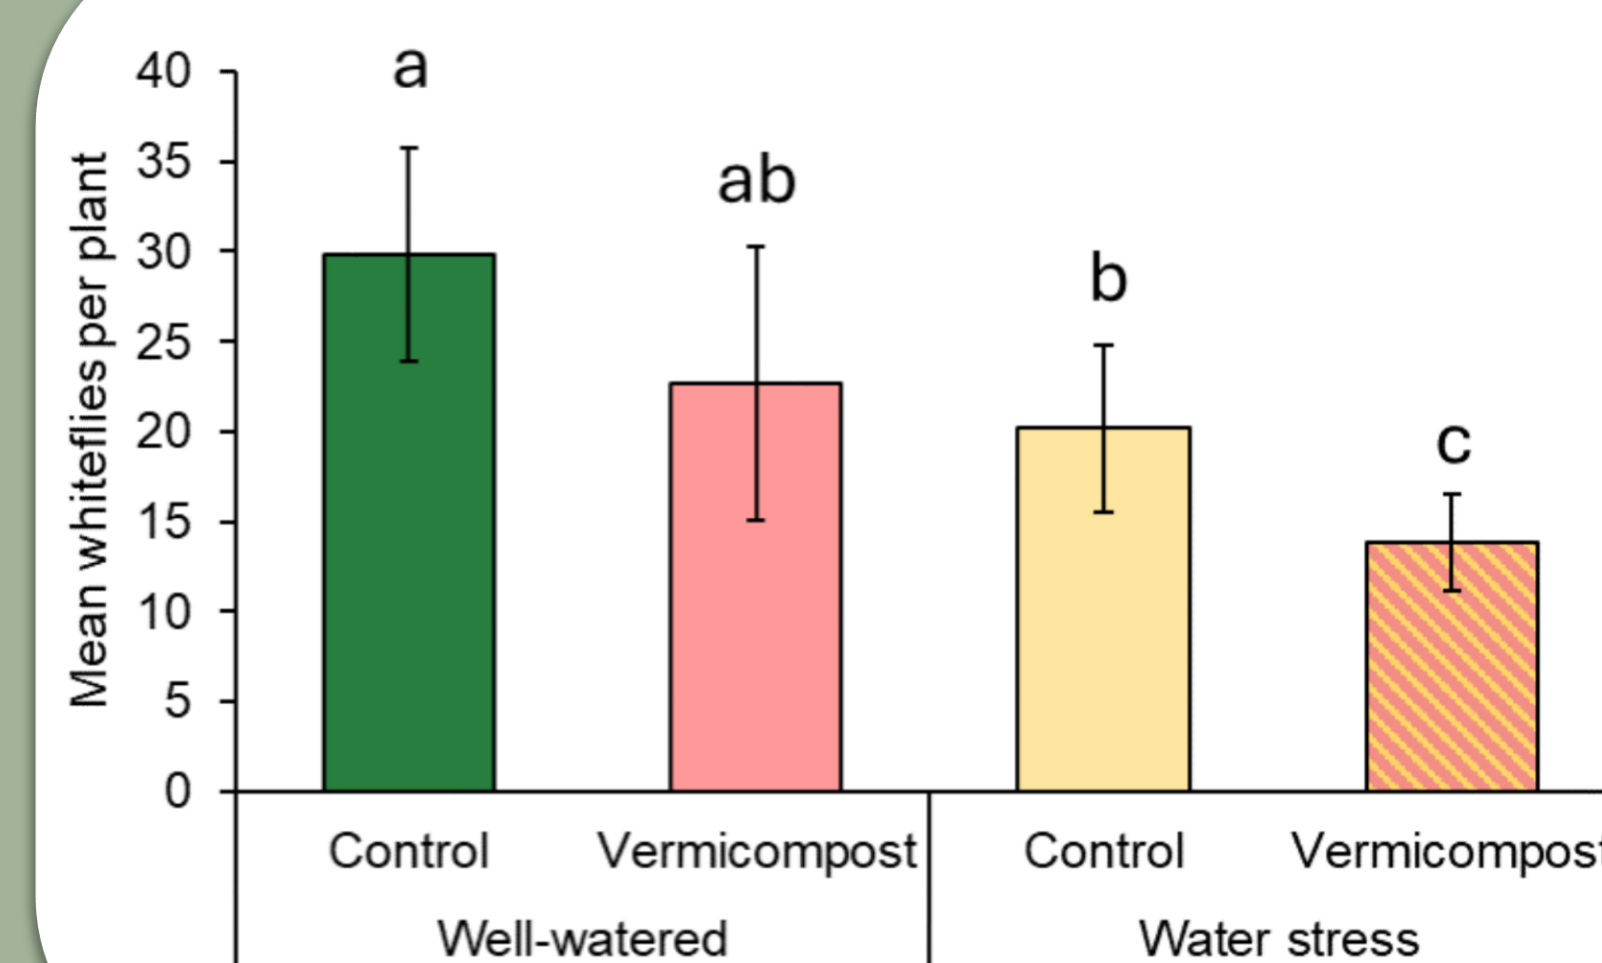 Mean whiteflies per plant
40
35
30
25
20
15
10
5
0
a
ab
b
c
Control
Vermicompost
Control
Vermicompost
Well-watered
Water stress